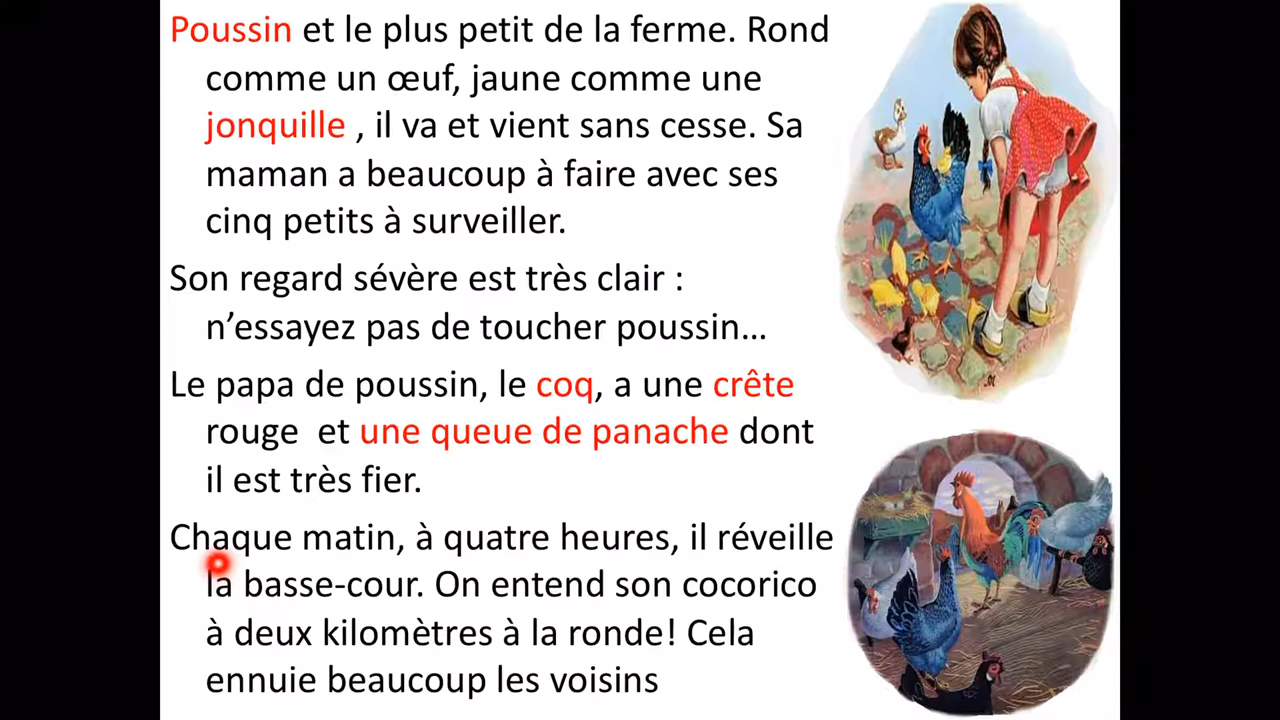 Poussin et le plus petit de la ferme. Rond
comme un œuf, jaune comme une
jonquille , il va et vient sans cesse. Sa
maman a beaucoup à faire avec ses
cinq petits à surveiller.
Son regard sévère est très clair :
n’essayez pas de toucher poussin…
Le papa de poussin, le coq, a une crête
rouge et une queue de panache dont
il est très fier.
Chaque matin, à quatre heures, il réveille
la basse-cour. On entend son cocorico
à deux kilomètres à la ronde! Cela
ennuie beaucoup les voisins